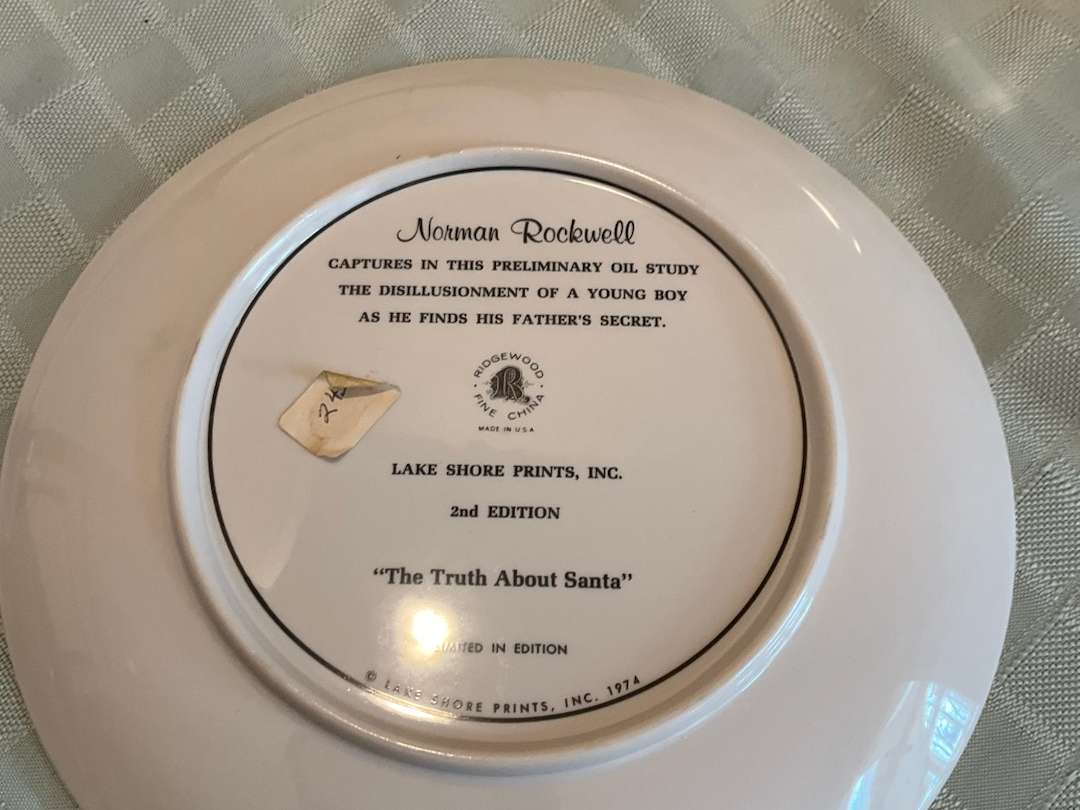 Norman Rockwell
CAPTURES IN THIS PRELIMINARY OIL STUDY
THE DISILLUSIONMENT OF A YOUNG BOY
AS HE FINDS HIS FATHER'S SECRET.
RIDGEWOOD
R
FINE CHINA
MADE IN U S A
LAKE SHORE PRINTS, INC.
2nd EDITION
“The Truth About Santa”
LIMITED IN EDITION
© LAKE SHORE PRINTS, INC. 1974